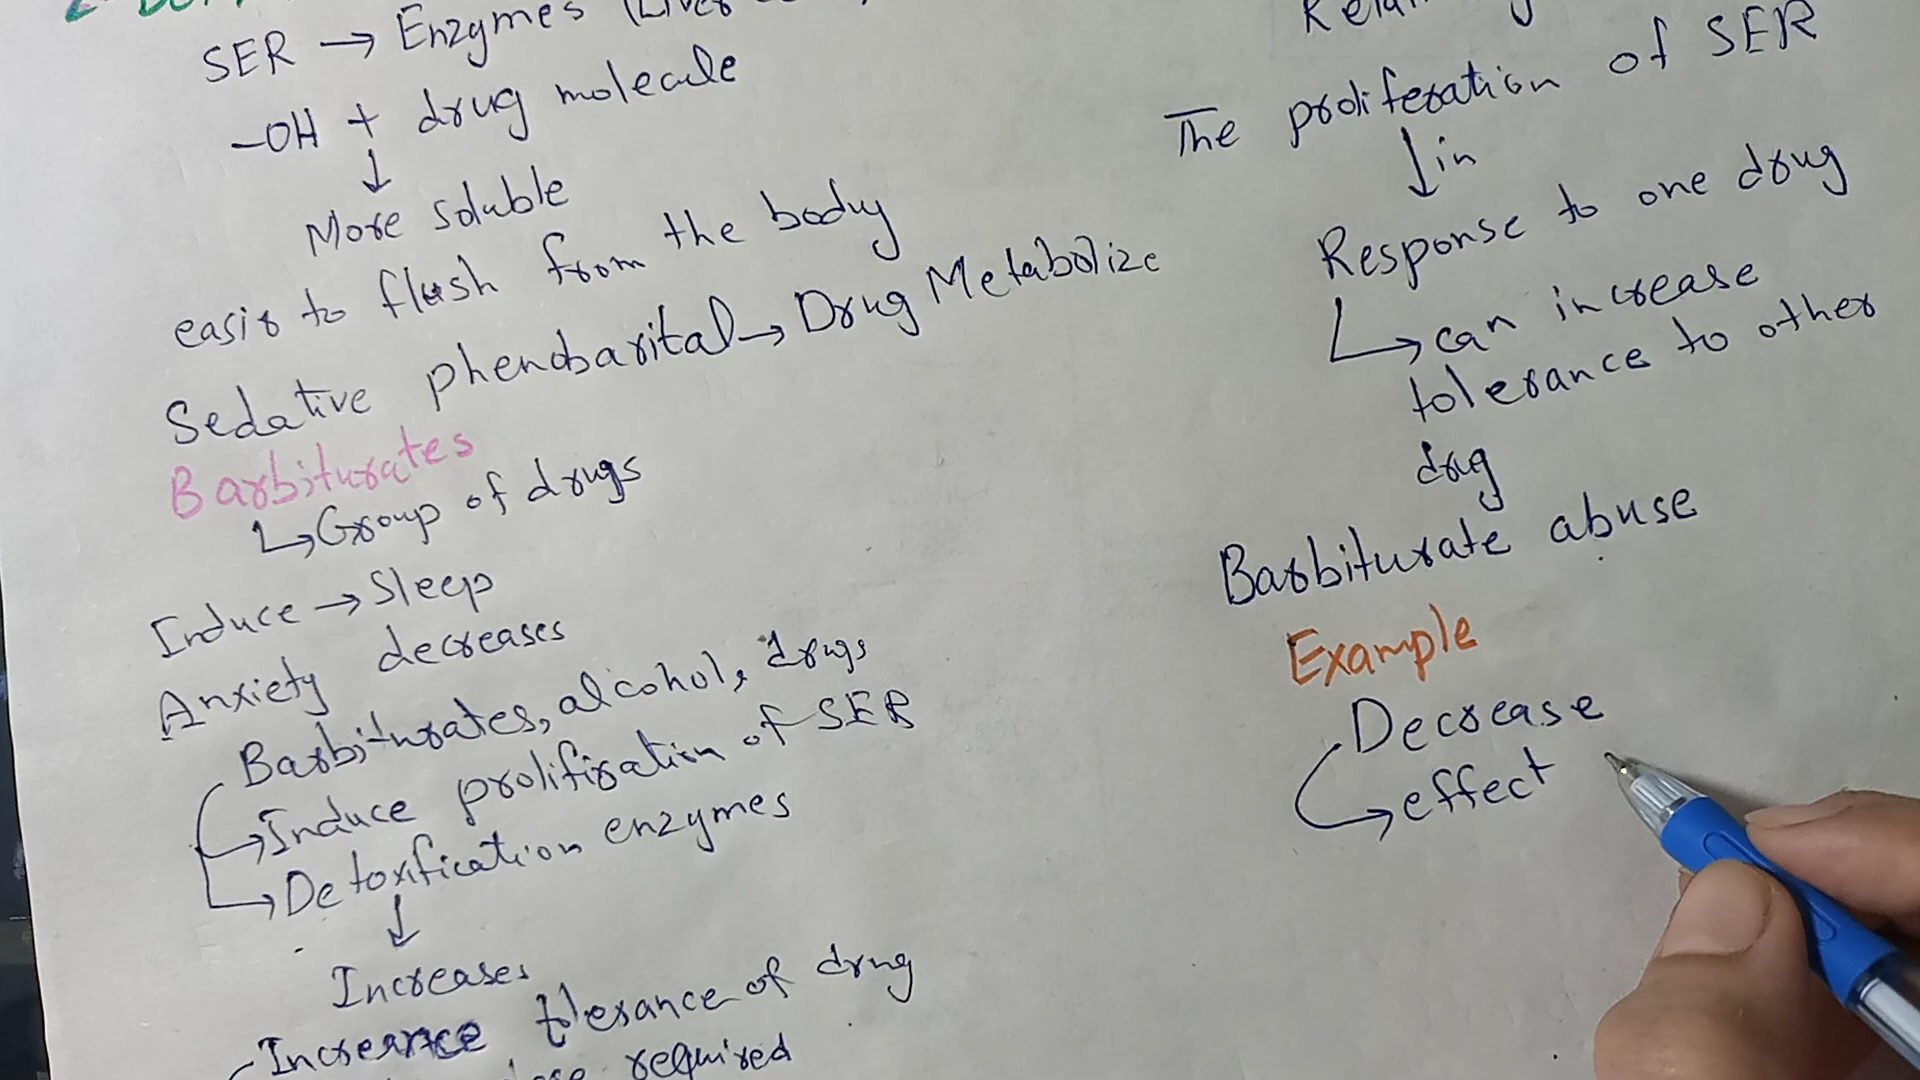 SER → Enzymes (Liver
-OH + drug molecule
↓
More soluble
easir to flush from the body
Sedative phenobarital → Drug Metabolize
Barbiturates
↳ Group of drugs
Induce → Sleep
Anxiety decreases
Barbiturates, alcohol, drugs
→ Induce prolifiration of SER
→ Detoxification enzymes
↓
Increases
Increance tolerance of drug
required
The proliferation of SER
↓ in
Response to one drug
↳ can increase
tolerance to other
drug
Barbiturate abuse
Example
Decrease
→ effect